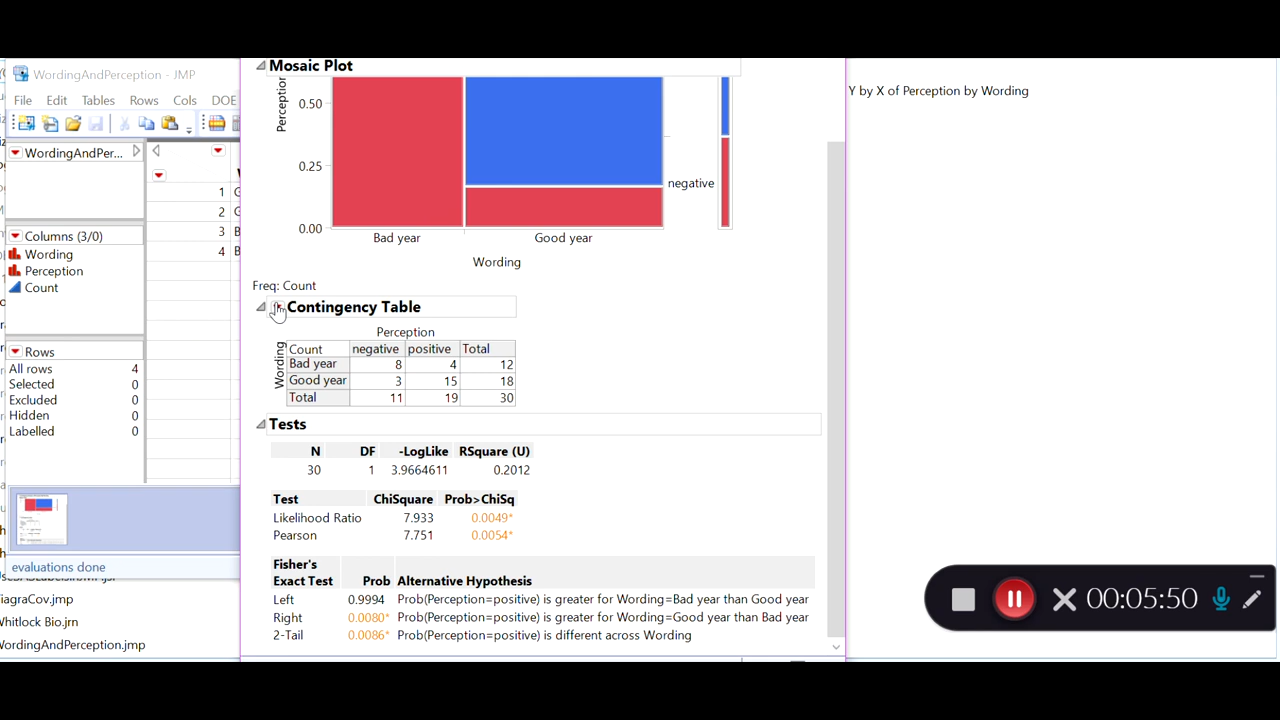 WordingAndPerception - JMP
File Edit Tables Rows Cols DOE
WordingAndPer...
1 G
2 G
3 B
4 B
Columns (3/0)
Wording
Perception
Count
Rows
All rows 4
Selected 0
Excluded 0
Hidden 0
Labelled 0
evaluations done
iagraCov.jmp
Whitlock Bio.jrn
WordingAndPerception.jmp
Mosaic Plot
Perception
0.50
0.25
0.00
negative
Bad year Good year
Wording
Freq: Count
Contingency Table
Perception
Wording
Count negative positive Total
Bad year 8 4 12
Good year 3 15 18
Total 11 19 30
Tests
N DF -LogLike RSquare (U)
30 1 3.9664611 0.2012
Test ChiSquare Prob>ChiSq
Likelihood Ratio 7.933 0.0049*
Pearson 7.751 0.0054*
Fisher's
Exact Test Prob Alternative Hypothesis
Left 0.9994 Prob(Perception=positive) is greater for Wording=Bad year than Good year
Right 0.0080* Prob(Perception=positive) is greater for Wording=Good year than Bad year
2-Tail 0.0086* Prob(Perception=positive) is different across Wording
Y by X of Perception by Wording
00:05:50